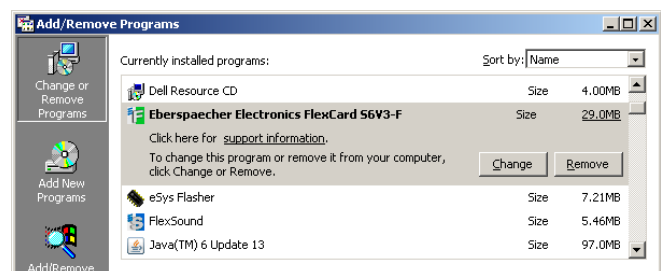 Add/Remove Programs
Currently installed programs:
Sort by: Name
Change or
Remove
Programs
Dell Resource CD Size 4.00MB
Eberspaecher Electronics FlexCard S6V3-F Size 29.0MB
Click here for support information.
To change this program or remove it from your computer,
click Change or Remove.
Change Remove
Add New
Programs
eSys Flasher Size 7.21MB
FlexSound Size 5.46MB
Java(TM) 6 Update 13 Size 97.0MB
Add/Remove